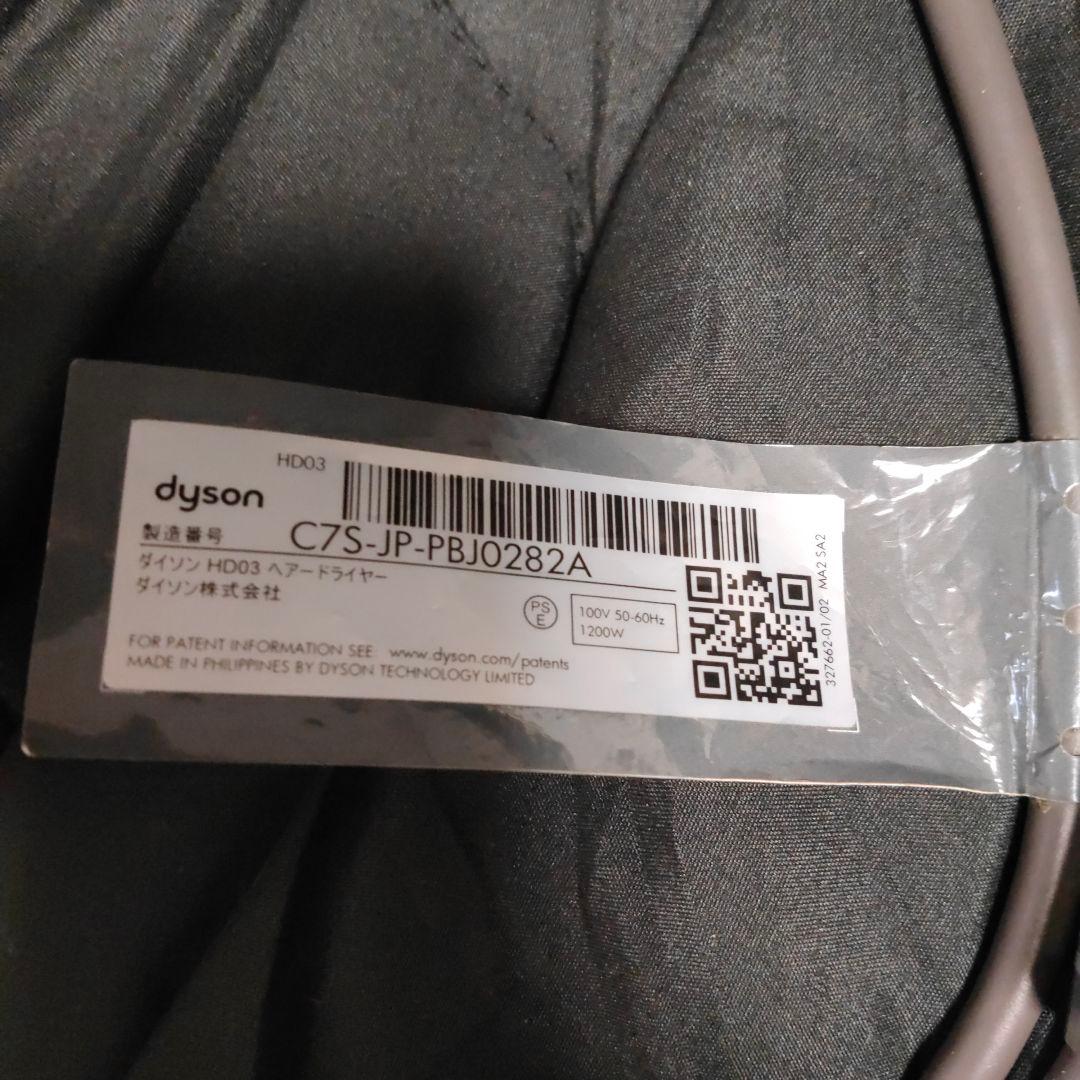 HD03
dyson
製造番号 C7S-JP-PBJ0282A
ダイソン HD03 ヘアードライヤー
ダイソン株式会社
PS
E
100V 50-60Hz
1200W
FOR PATENT INFORMATION SEE: www.dyson.com/patents
MADE IN PHILIPPINES BY DYSON TECHNOLOGY LIMITED
327662-01/02 MA2 SA2